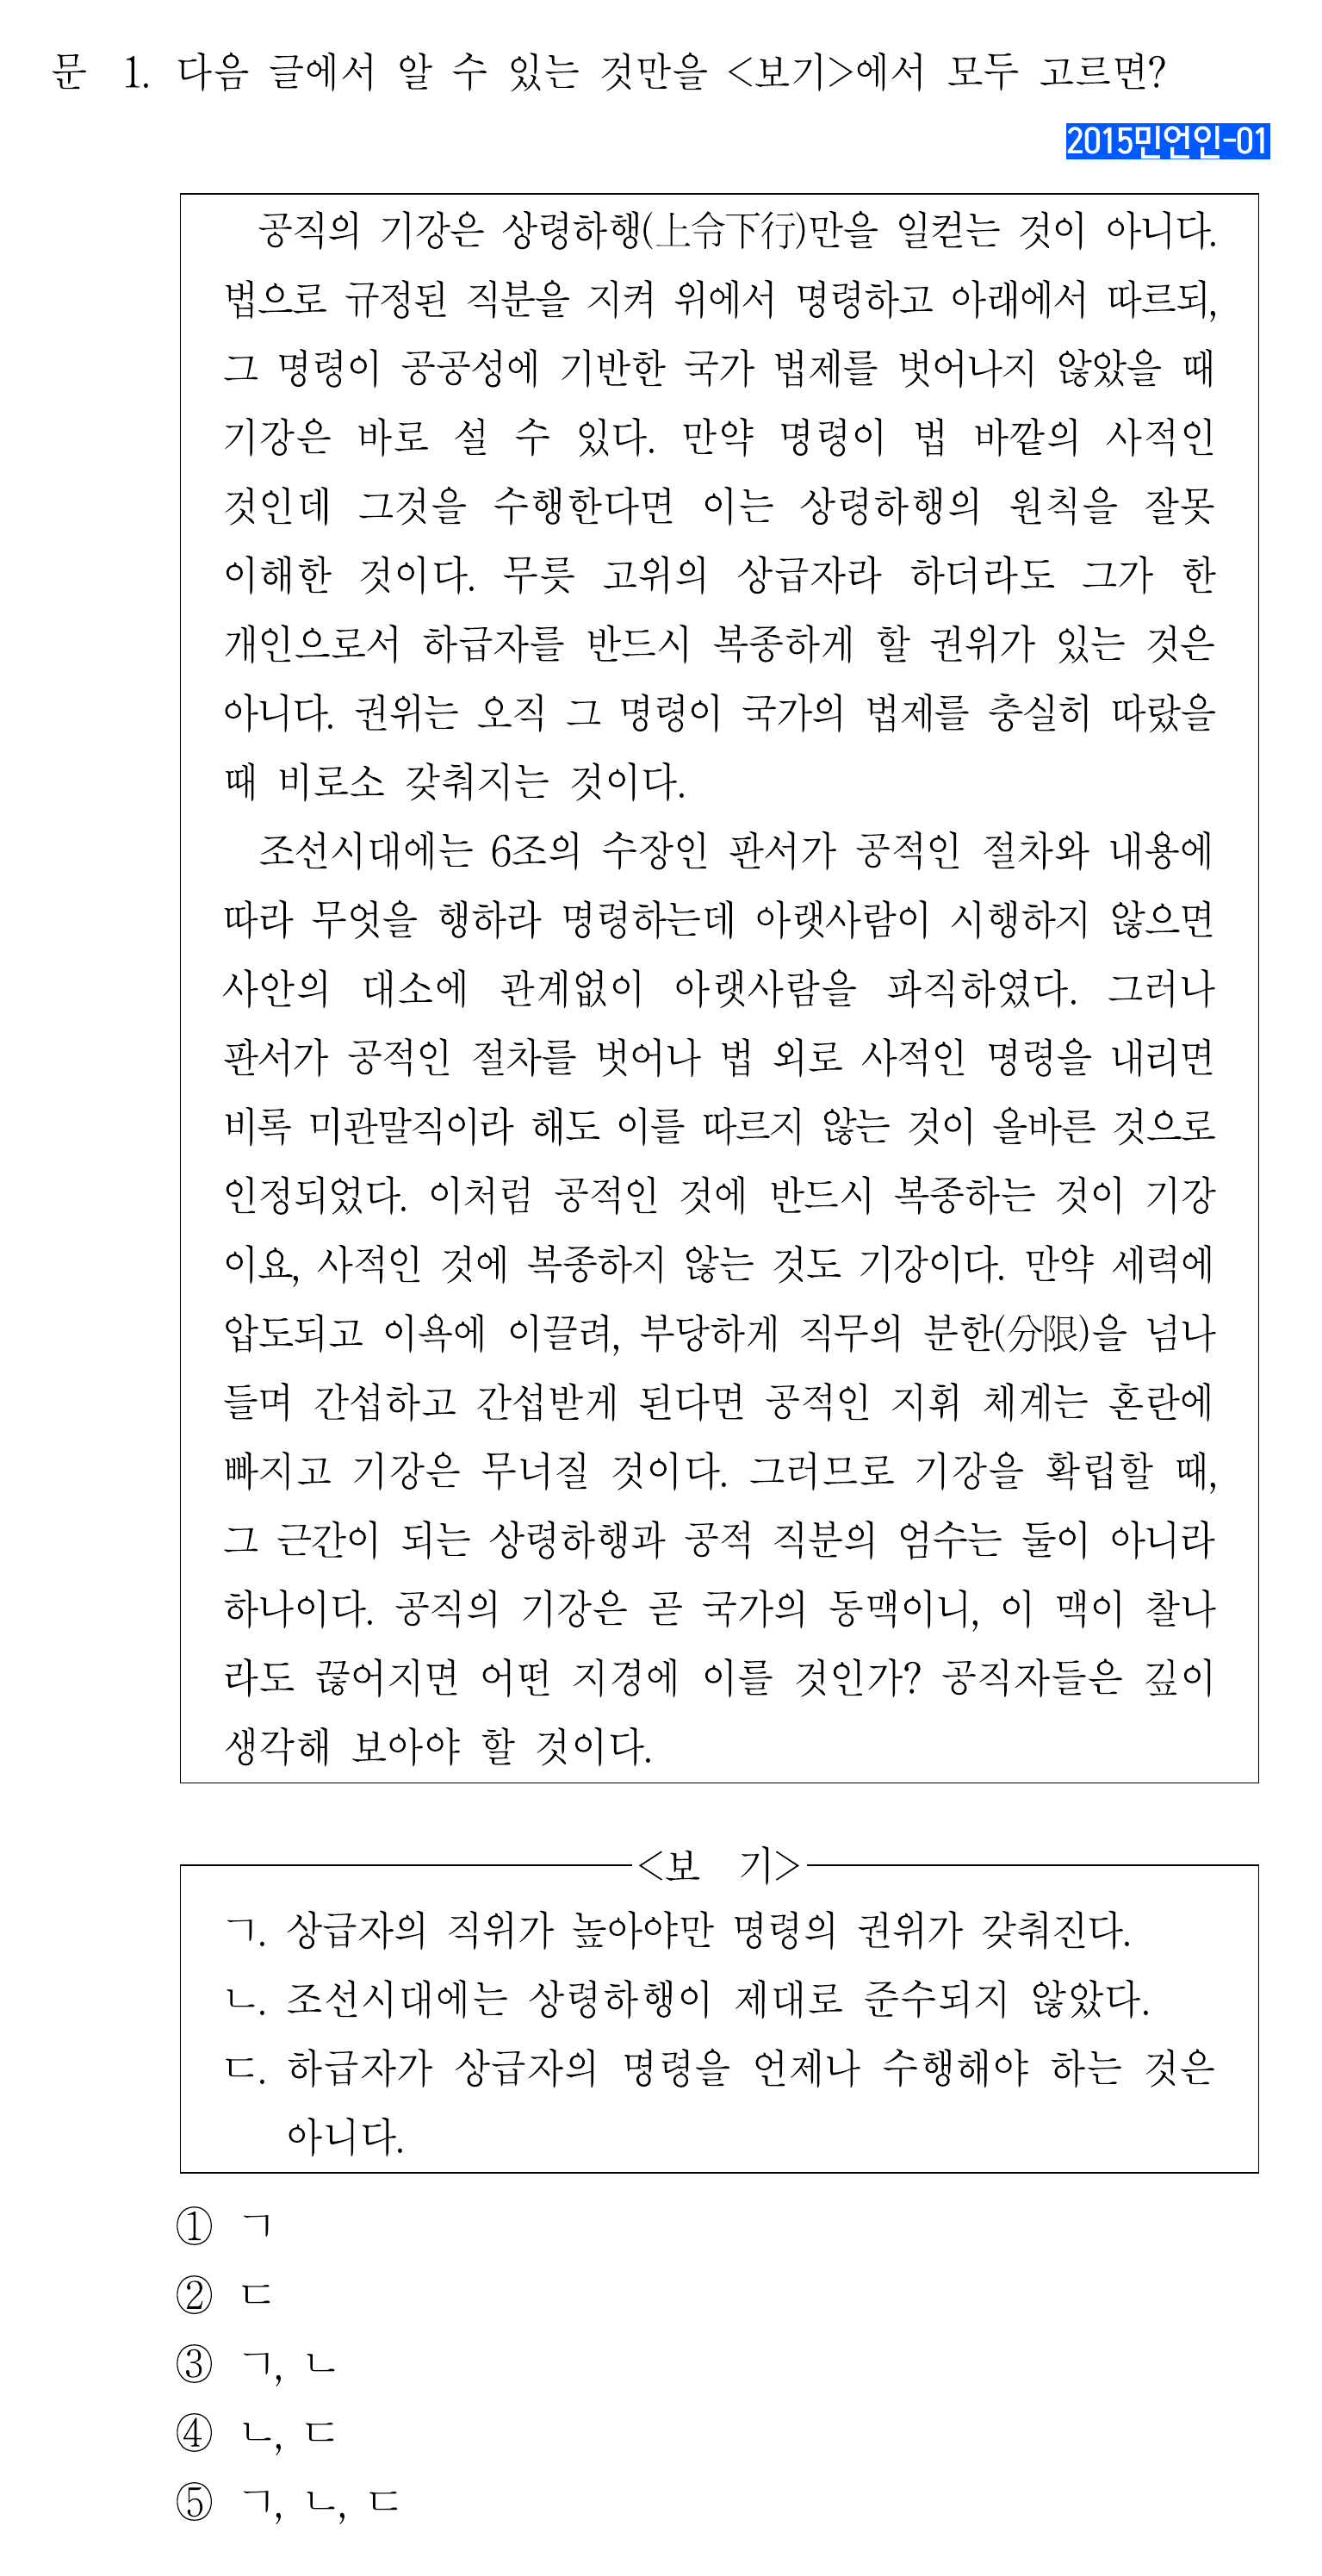 문 1. 다음 글에서 알 수 있는 것만을 <보기>에서 모두 고르면?
2015민언인-01
공직의 기강은 상령하행(上令下行)만을 일컫는 것이 아니다.
법으로 규정된 직분을 지켜 위에서 명령하고 아래에서 따르되,
그 명령이 공공성에 기반한 국가 법제를 벗어나지 않았을 때
기강은 바로 설 수 있다. 만약 명령이 법 바깥의 사적인
것인데 그것을 수행한다면 이는 상령하행의 원칙을 잘못
이해한 것이다. 무릇 고위의 상급자라 하더라도 그가 한
개인으로서 하급자를 반드시 복종하게 할 권위가 있는 것은
아니다. 권위는 오직 그 명령이 국가의 법제를 충실히 따랐을
때 비로소 갖춰지는 것이다.
조선시대에는 6조의 수장인 판서가 공적인 절차와 내용에
따라 무엇을 행하라 명령하는데 아랫사람이 시행하지 않으면
사안의 대소에 관계없이 아랫사람을 파직하였다. 그러나
판서가 공적인 절차를 벗어나 법 외로 사적인 명령을 내리면
비록 미관말직이라 해도 이를 따르지 않는 것이 올바른 것으로
인정되었다. 이처럼 공적인 것에 반드시 복종하는 것이 기강
이요, 사적인 것에 복종하지 않는 것도 기강이다. 만약 세력에
압도되고 이욕에 이끌려, 부당하게 직무의 분한(分限)을 넘나
들며 간섭하고 간섭받게 된다면 공적인 지휘 체계는 혼란에
빠지고 기강은 무너질 것이다. 그러므로 기강을 확립할 때,
그 근간이 되는 상령하행과 공적 직분의 엄수는 둘이 아니라
하나이다. 공직의 기강은 곧 국가의 동맥이니, 이 맥이 찰나
라도 끊어지면 어떤 지경에 이를 것인가? 공직자들은 깊이
생각해 보아야 할 것이다.
<보 기>
ㄱ. 상급자의 직위가 높아야만 명령의 권위가 갖춰진다.
ㄴ. 조선시대에는 상령하행이 제대로 준수되지 않았다.
ㄷ. 하급자가 상급자의 명령을 언제나 수행해야 하는 것은
아니다.
① ㄱ
② ㄷ
③ ㄱ, ㄴ
④ ㄴ, ㄷ
⑤ ㄱ, ㄴ, ㄷ